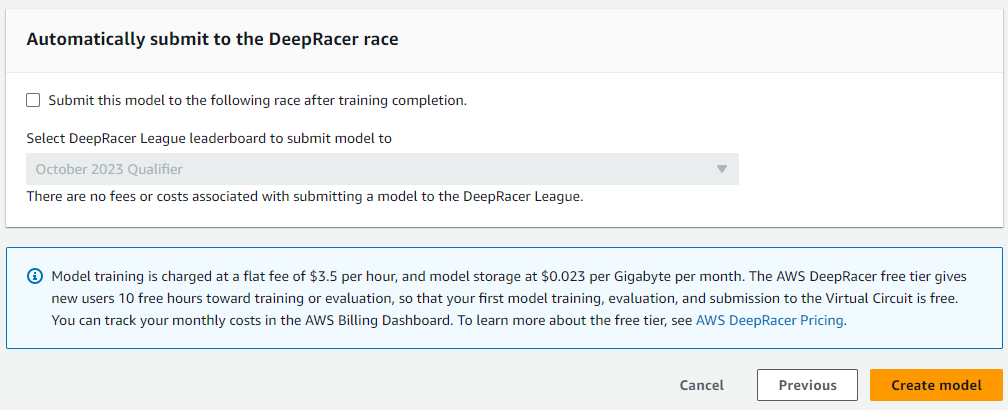 Automatically submit to the DeepRacer race
Submit this model to the following race after training completion.
Select DeepRacer League leaderboard to submit model to
October 2023 Qualifier
There are no fees or costs associated with submitting a model to the DeepRacer League.
Model training is charged at a flat fee of $3.5 per hour, and model storage at $0.023 per Gigabyte per month. The AWS DeepRacer free tier gives
new users 10 free hours toward training or evaluation, so that your first model training, evaluation, and submission to the Virtual Circuit is free.
You can track your monthly costs in the AWS Billing Dashboard. To learn more about the free tier, see AWS DeepRacer Pricing.
Cancel Previous Create model